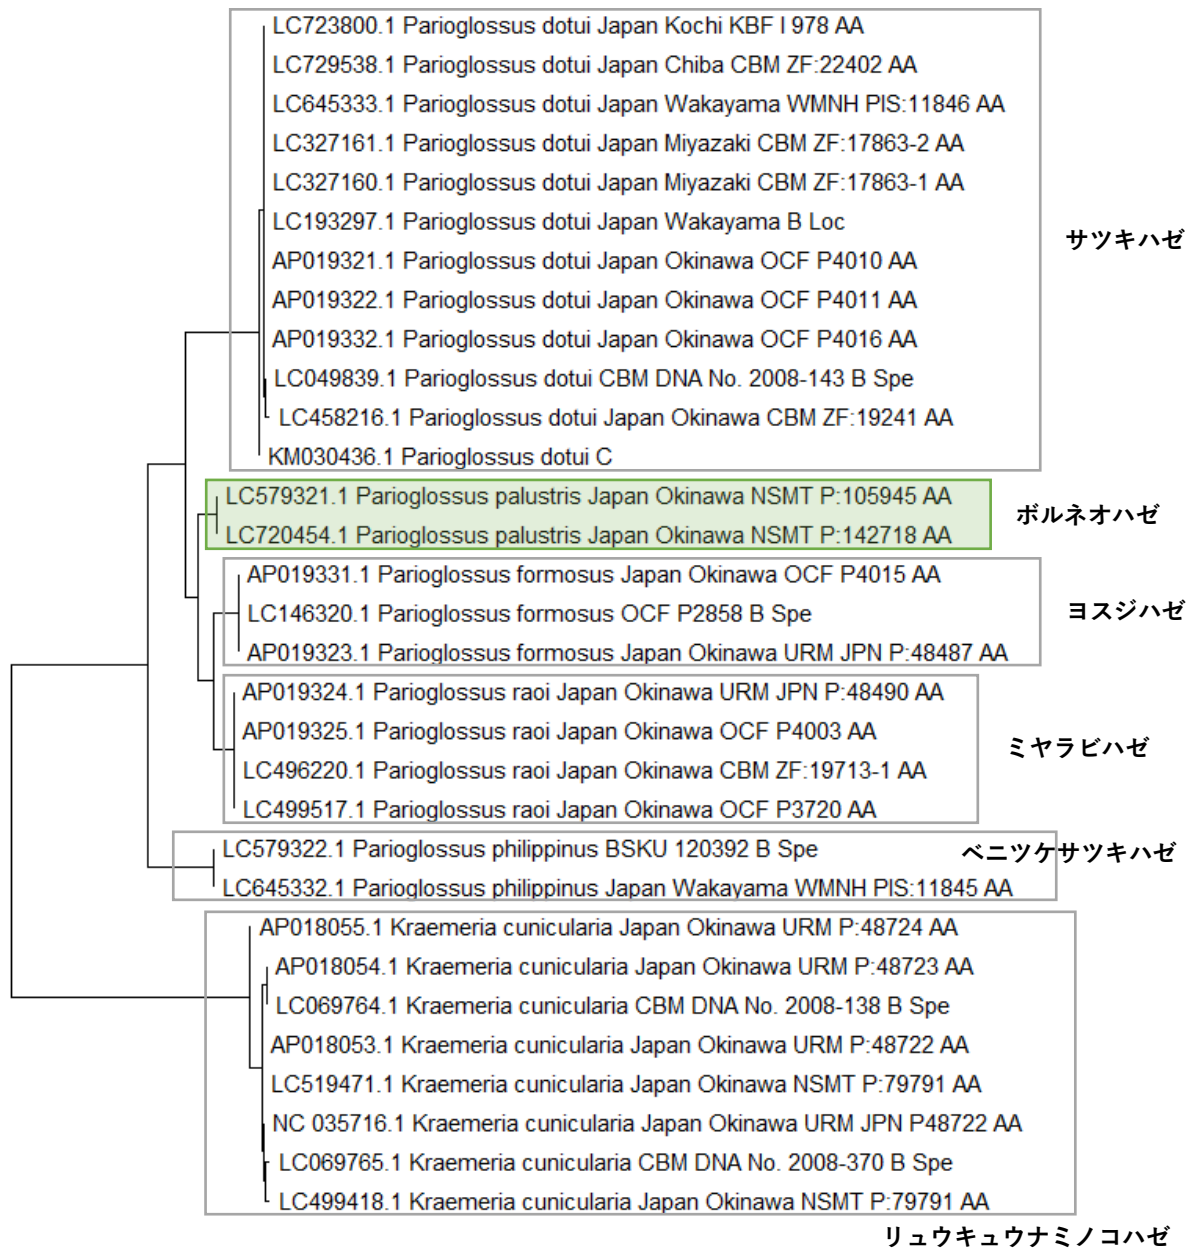 LC723800.1 Parioglossus dotui Japan Kochi KBF I 978 AA
LC729538.1 Parioglossus dotui Japan Chiba CBM ZF:22402 AA
LC645333.1 Parioglossus dotui Japan Wakayama WMNH PIS:11846 AA
LC327161.1 Parioglossus dotui Japan Miyazaki CBM ZF:17863-2 AA
LC327160.1 Parioglossus dotui Japan Miyazaki CBM ZF:17863-1 AA
LC193297.1 Parioglossus dotui Japan Wakayama B Loc
サツキハゼ
AP019321.1 Parioglossus dotui Japan Okinawa OCF P4010 AA
AP019322.1 Parioglossus dotui Japan Okinawa OCF P4011 AA
AP019332.1 Parioglossus dotui Japan Okinawa OCF P4016 AA
LC049839.1 Parioglossus dotui CBM DNA No. 2008-143 B Spe
LC458216.1 Parioglossus dotui Japan Okinawa CBM ZF:19241 AA
KM030436.1 Parioglossus dotui C
LC579321.1 Parioglossus palustris Japan Okinawa NSMT P:105945 AA
ボルネオハゼ
LC720454.1 Parioglossus palustris Japan Okinawa NSMT P:142718 AA
AP019331.1 Parioglossus formosus Japan Okinawa OCF P4015 AA
LC146320.1 Parioglossus formosus OCF P2858 B Spe
ヨスジハゼ
AP019323.1 Parioglossus formosus Japan Okinawa URM JPN P:48487 AA
AP019324.1 Parioglossus raoi Japan Okinawa URM JPN P:48490 AA
AP019325.1 Parioglossus raoi Japan Okinawa OCF P4003 AA
ミヤラビハゼ
LC496220.1 Parioglossus raoi Japan Okinawa CBM ZF:19713-1 AA
LC499517.1 Parioglossus raoi Japan Okinawa OCF P3720 AA
LC579322.1 Parioglossus philippinus BSKU 120392 B Spe
ベニツケサツキハゼ
LC645332.1 Parioglossus philippinus Japan Wakayama WMNH PIS:11845 AA
AP018055.1 Kraemeria cunicularia Japan Okinawa URM P:48724 AA
AP018054.1 Kraemeria cunicularia Japan Okinawa URM P:48723 AA
LC069764.1 Kraemeria cunicularia CBM DNA No. 2008-138 B Spe
AP018053.1 Kraemeria cunicularia Japan Okinawa URM P:48722 AA
LC519471.1 Kraemeria cunicularia Japan Okinawa NSMT P:79791 AA
NC 035716.1 Kraemeria cunicularia Japan Okinawa URM JPN P48722 AA
LC069765.1 Kraemeria cunicularia CBM DNA No. 2008-370 B Spe
LC499418.1 Kraemeria cunicularia Japan Okinawa NSMT P:79791 AA
リュウキュウナミノコハゼ